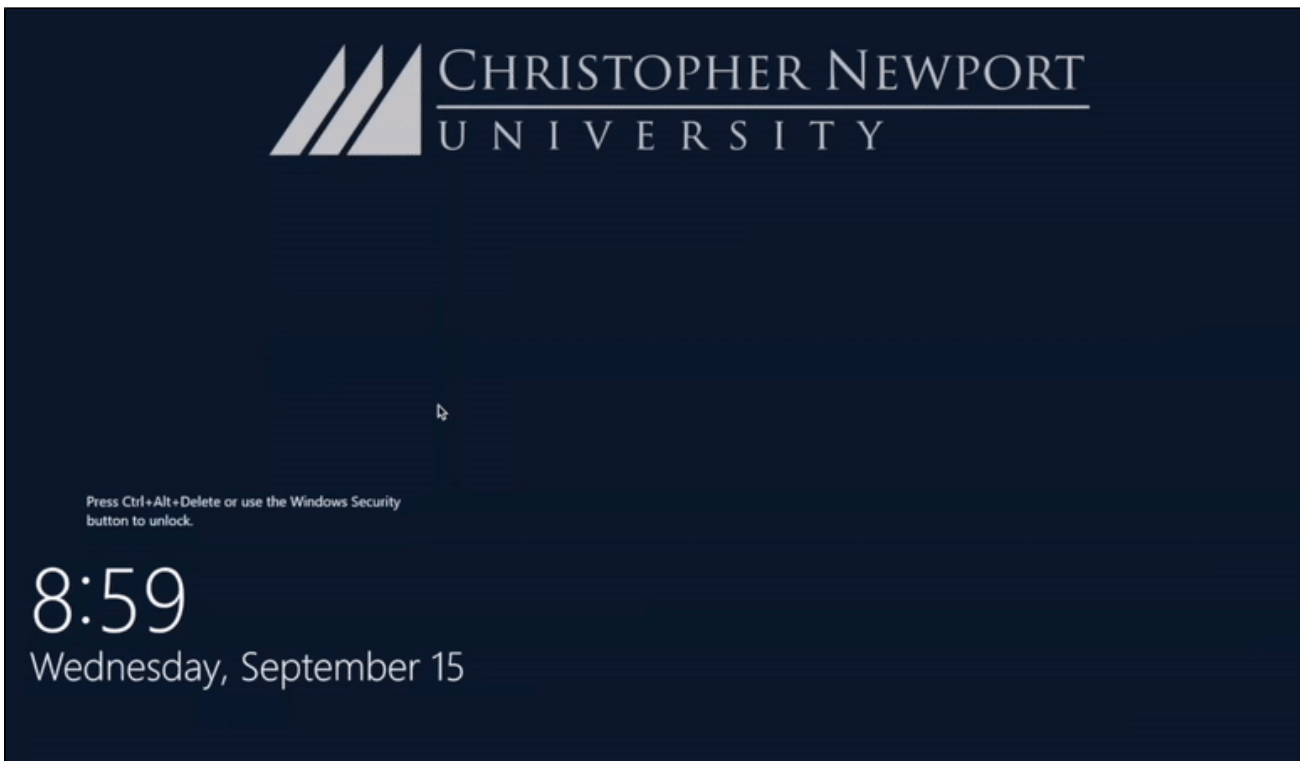 CHRISTOPHER NEWPORT
UNIVERSITY
Press Ctrl+Alt+Delete or use the Windows Security
button to unlock.
8:59
Wednesday, September 15